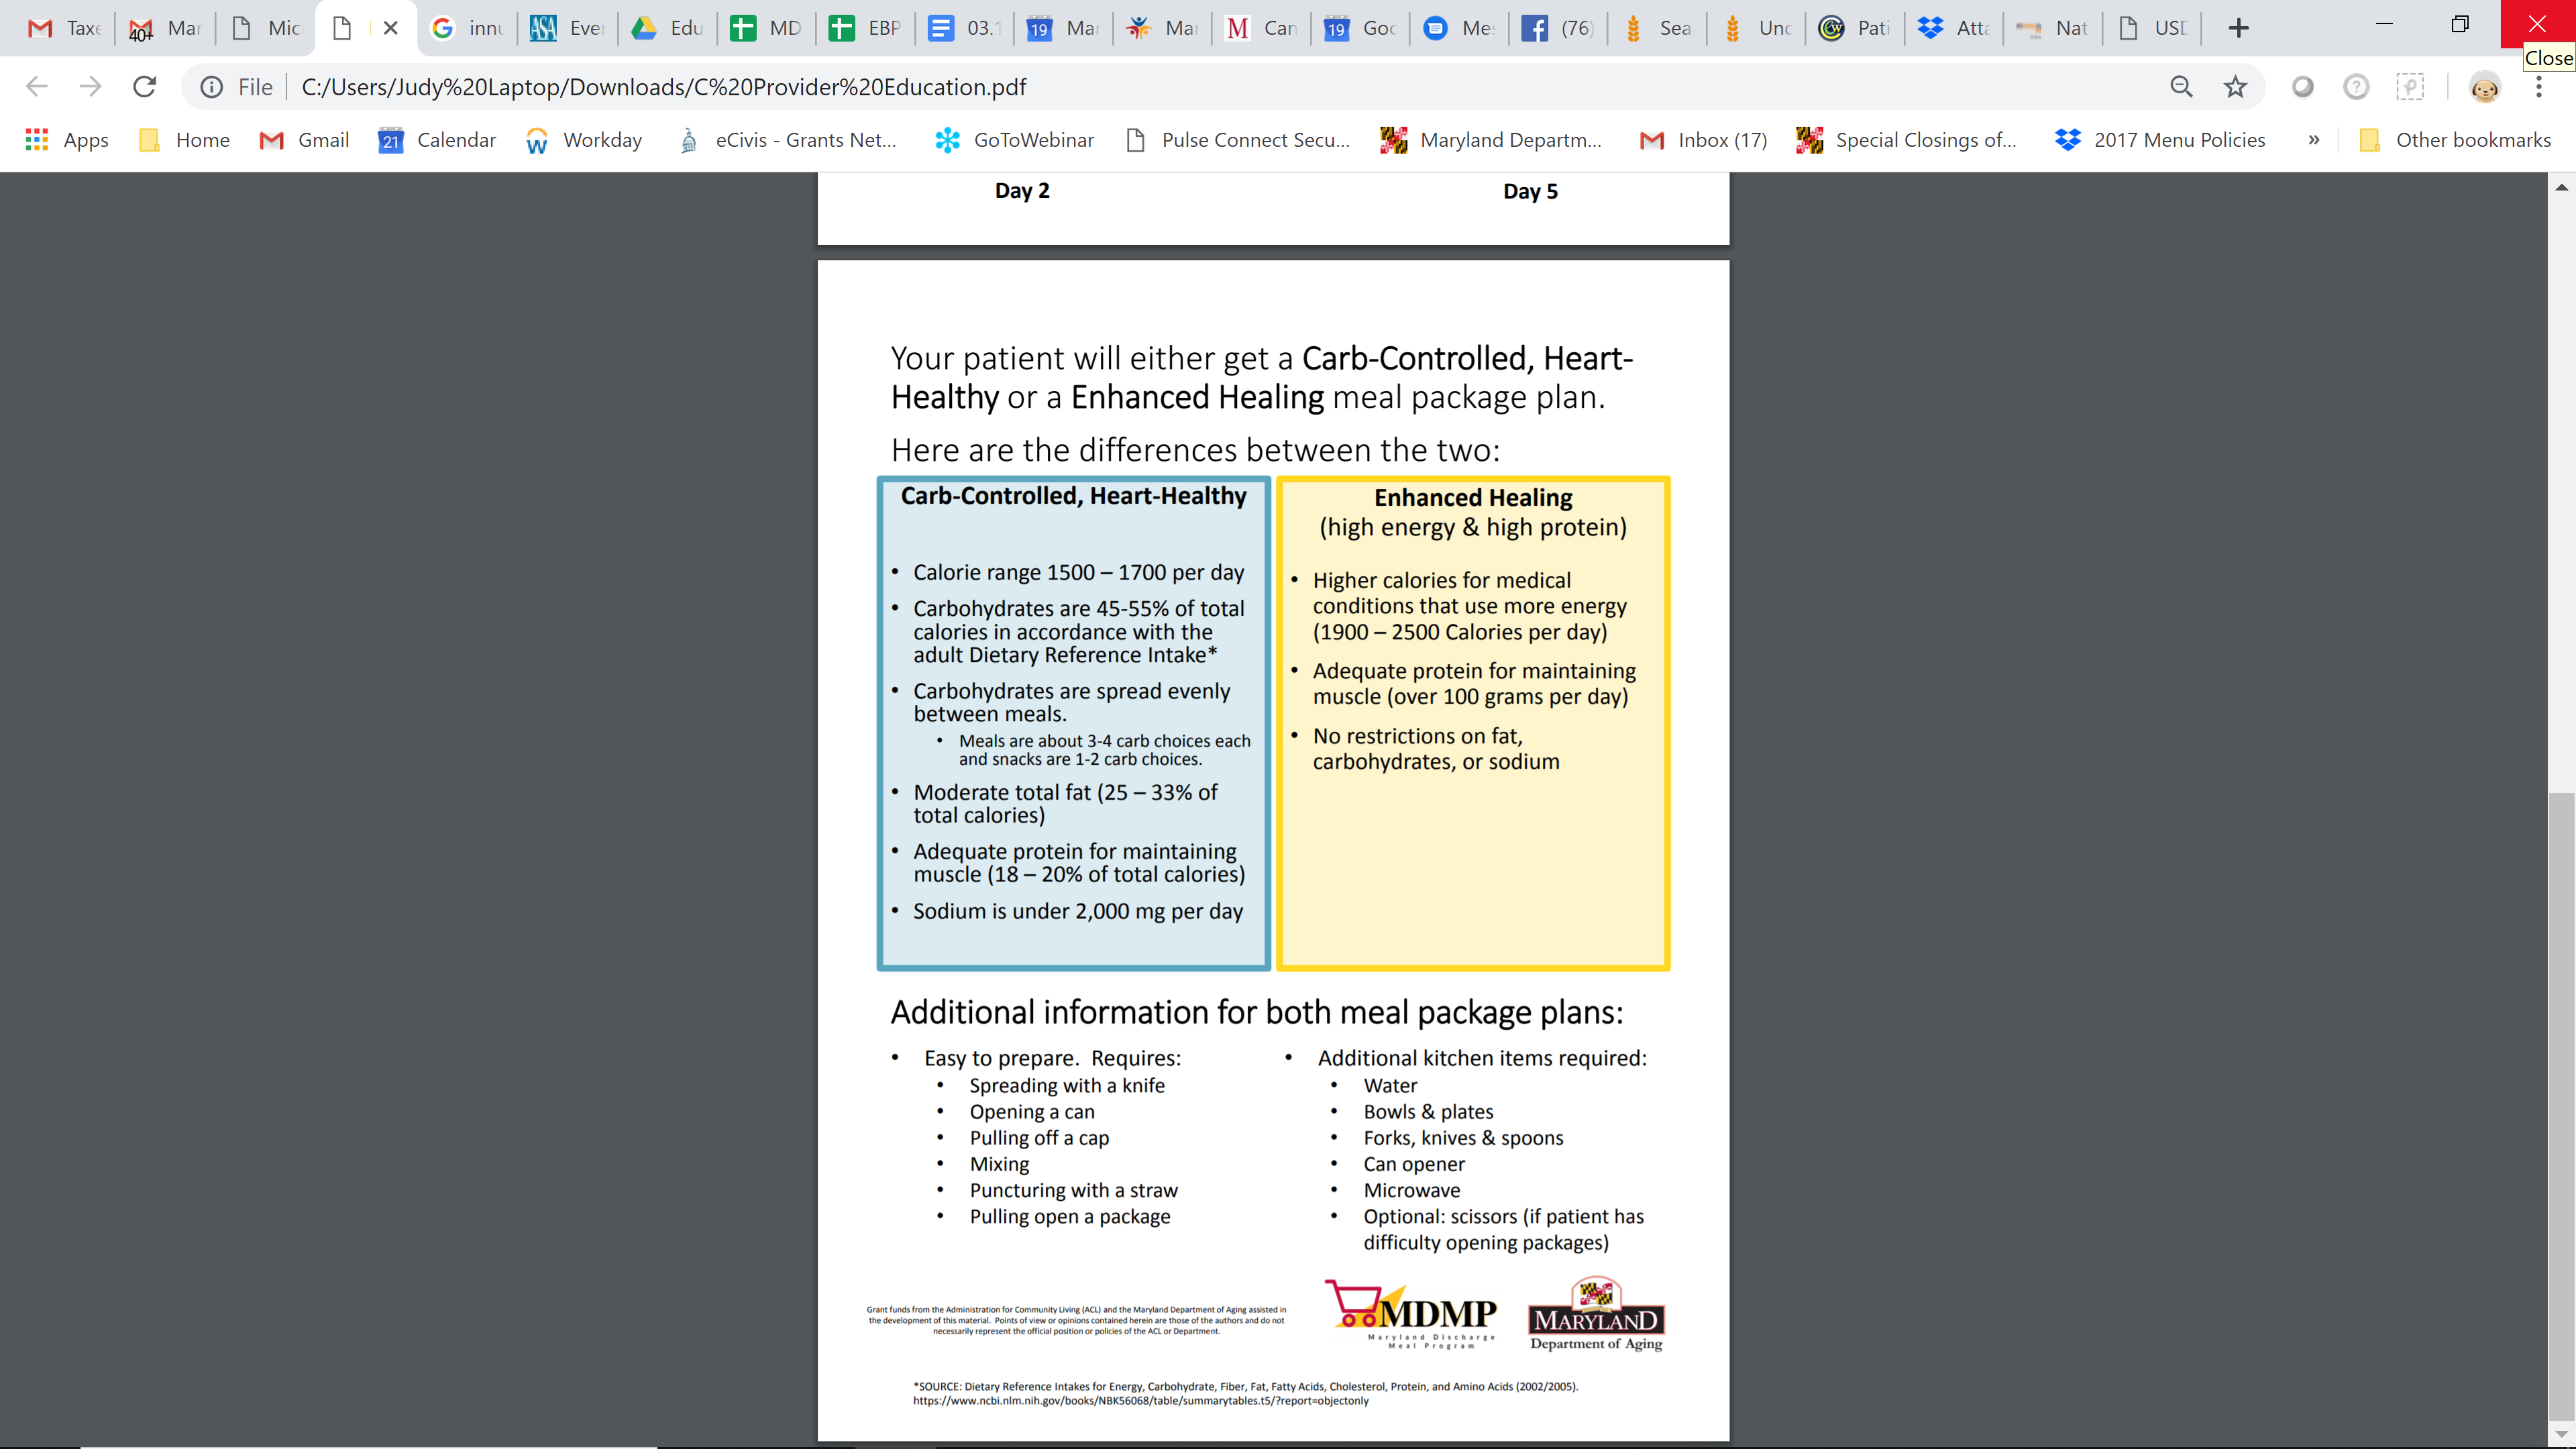 Taxe
Mar
40+
Mic
innu
Ever
Edu
MD
EBP
03.1
Mar
Mar
Can
Goo
Mes
(76)
Sea
Unc
Pati
Atta
Nat
USD
Close
File C:/Users/Judy%20Laptop/Downloads/C%20Provider%20Education.pdf
Apps Home Gmail Calendar Workday eCivis - Grants Net... GoToWebinar Pulse Connect Secu... Maryland Departm... Inbox (17) Special Closings of... 2017 Menu Policies » Other bookmarks
Day 2 Day 5
Your patient will either get a Carb-Controlled, Heart-
Healthy or a Enhanced Healing meal package plan.
Here are the differences between the two:
Carb-Controlled, Heart-Healthy
• Calorie range 1500 – 1700 per day
• Carbohydrates are 45-55% of total
calories in accordance with the
adult Dietary Reference Intake*
• Carbohydrates are spread evenly
between meals.
• Meals are about 3-4 carb choices each
and snacks are 1-2 carb choices.
• Moderate total fat (25 – 33% of
total calories)
• Adequate protein for maintaining
muscle (18 – 20% of total calories)
• Sodium is under 2,000 mg per day
Enhanced Healing
(high energy & high protein)
• Higher calories for medical
conditions that use more energy
(1900 – 2500 Calories per day)
• Adequate protein for maintaining
muscle (over 100 grams per day)
• No restrictions on fat,
carbohydrates, or sodium
Additional information for both meal package plans:
• Easy to prepare. Requires:
• Spreading with a knife
• Opening a can
• Pulling off a cap
• Mixing
• Puncturing with a straw
• Pulling open a package
• Additional kitchen items required:
• Water
• Bowls & plates
• Forks, knives & spoons
• Can opener
• Microwave
• Optional: scissors (if patient has
difficulty opening packages)
Grant funds from the Administration for Community Living (ACL) and the Maryland Department of Aging assisted in
the development of this material. Points of view or opinions contained herein are those of the authors and do not
necessarily represent the official position or policies of the ACL or Department.
MDMP
Maryland Discharge
Meal Program
MARYLAND
Department of Aging
*SOURCE: Dietary Reference Intakes for Energy, Carbohydrate, Fiber, Fat, Fatty Acids, Cholesterol, Protein, and Amino Acids (2002/2005).
https://www.ncbi.nlm.nih.gov/books/NBK56068/table/summarytables.t5/?report=objectonly